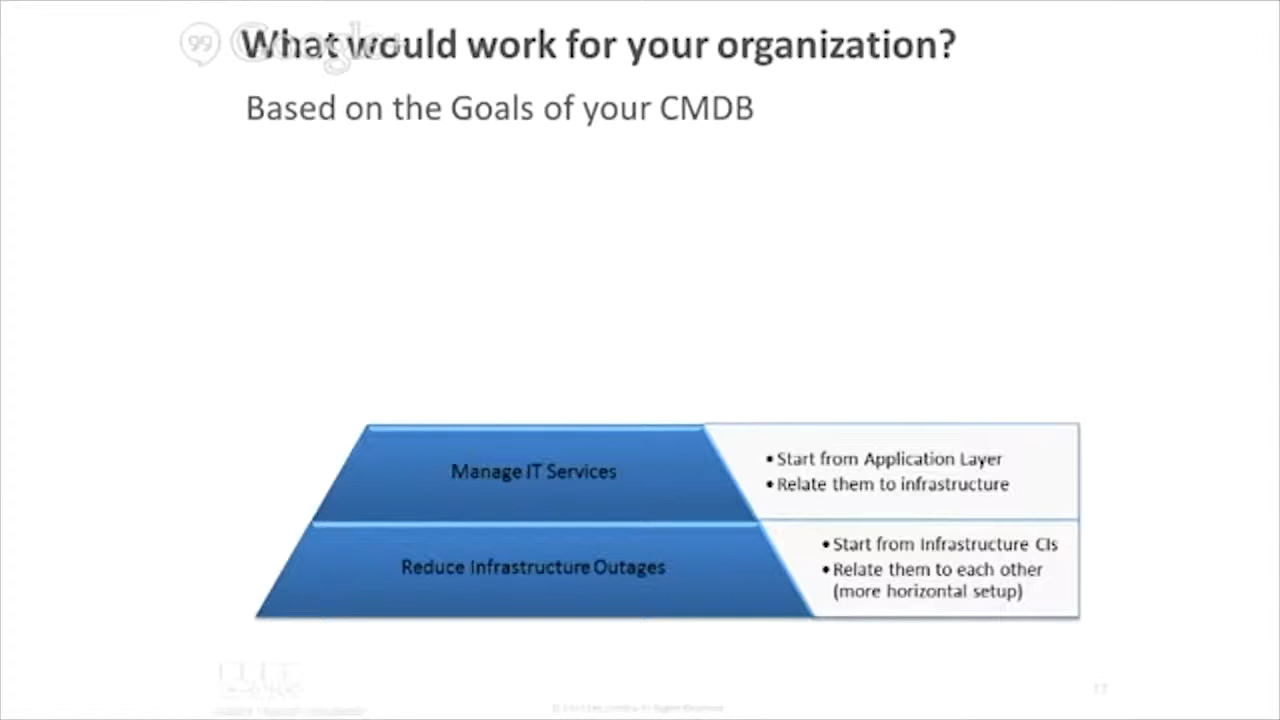 What would work for your organization?
99 Google+
Based on the Goals of your CMDB
Manage IT Services
• Start from Application Layer
• Relate them to infrastructure
Reduce Infrastructure Outages
• Start from Infrastructure CIs
• Relate them to each other
(more horizontal setup)